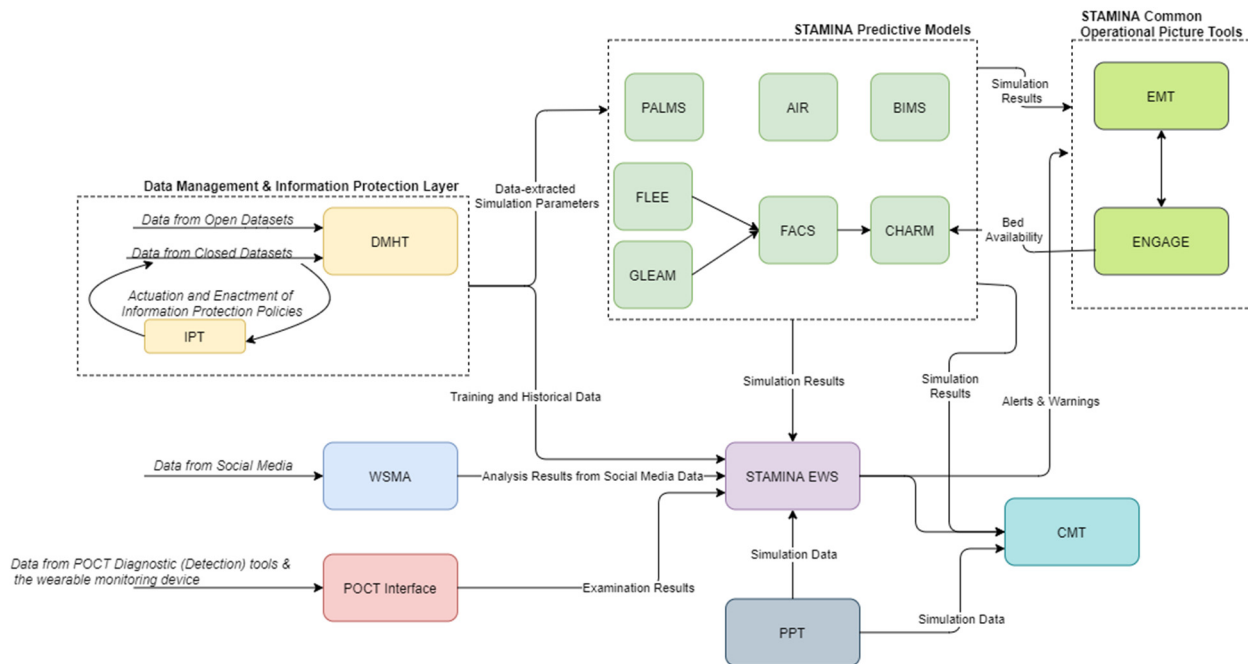 STAMINA Predictive Models
STAMINA Common
Operational Picture Tools
PALMS
AIR
BIMS
Simulation
Results
EMT
Data Management & Information Protection Layer
Data-extracted
Simulation Parameters
FLEE
FACS
CHARM
GLEAM
Bed
Availability
ENGAGE
Data from Open Datasets
Data from Closed Datasets
DMHT
Actuation and Enactment of
Information Protection Policies
IPT
Training and Historical Data
Simulation Results
Simulation
Results
Alerts & Warnings
Data from Social Media
WSMA
Analysis Results from Social Media Data
STAMINA EWS
CMT
Data from POCT Diagnostic (Detection) tools &
the wearable monitoring device
POCT Interface
Examination Results
Simulation Data
PPT
Simulation Data